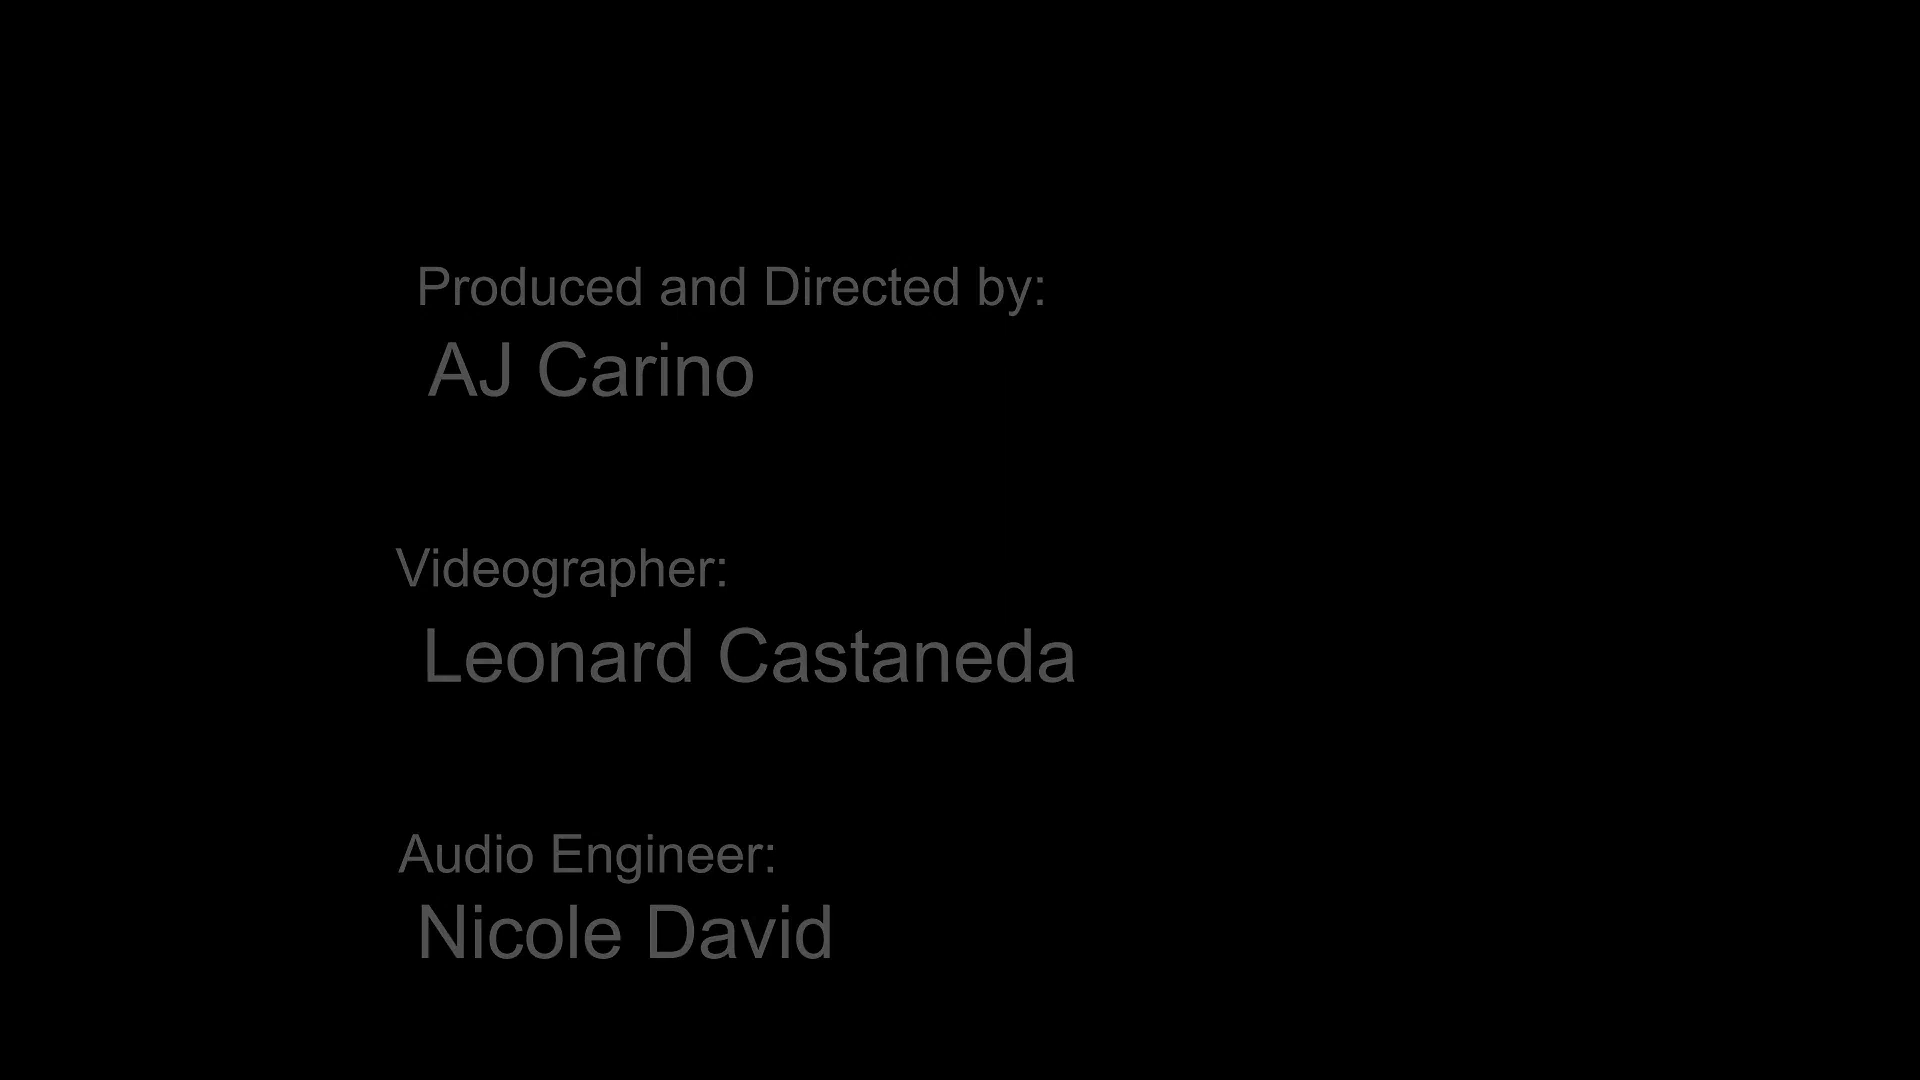 Produced and Directed by:
AJ Carino
Videographer:
Leonard Castaneda
Audio Engineer:
Nicole David